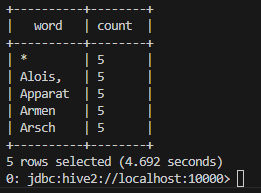 +----------+--------+
|   word   | count  |
+----------+--------+
| *        | 5      |
| Alois,   | 5      |
| Apparat  | 5      |
| Armen    | 5      |
| Arsch    | 5      |
+----------+--------+
5 rows selected (4.692 seconds)
0: jdbc:hive2://localhost:10000>